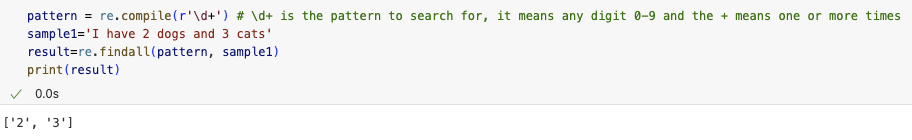 pattern = re.compile(r'\d+') # \d+ is the pattern to search for, it means any digit 0-9 and the + means one or more times
sample1='I have 2 dogs and 3 cats'
result=re.findall(pattern, sample1)
print(result)
✓ 0.0s
['2', '3']